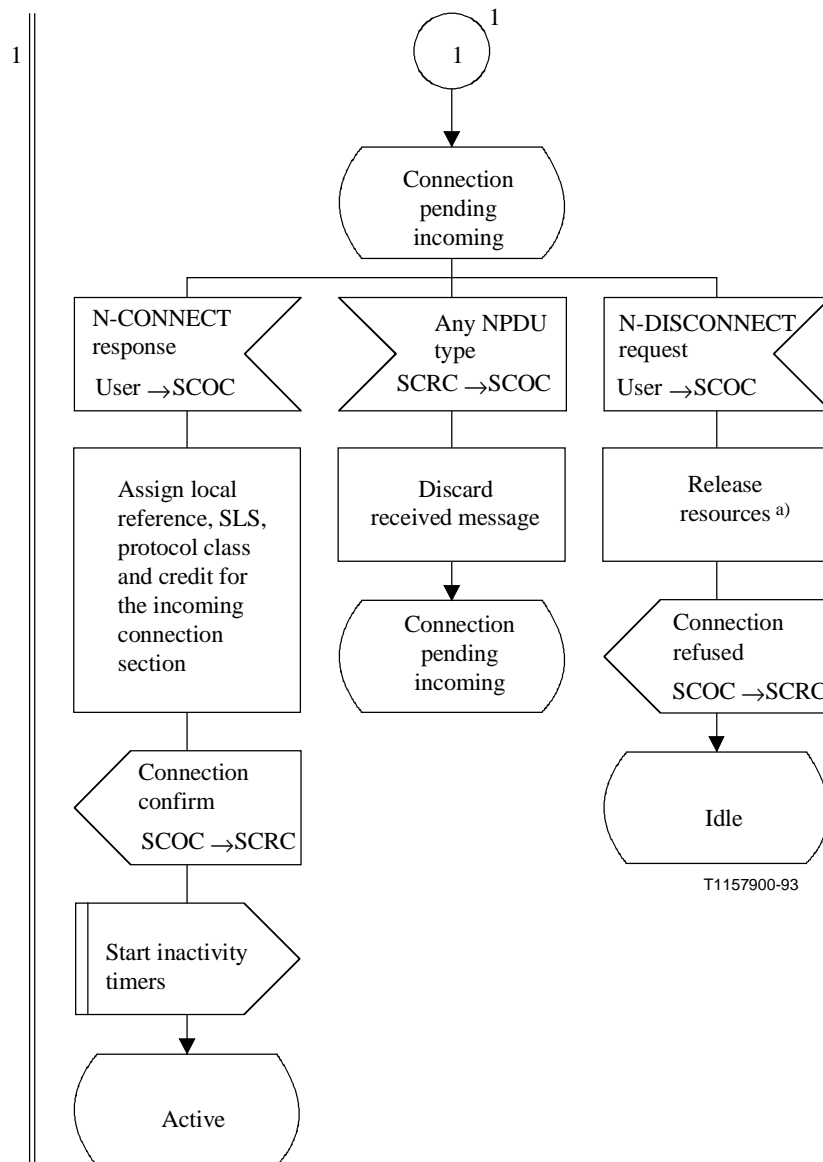 1
1
1
Connection
pending
incoming
N-CONNECT
response
User →SCOC
Any NPDU
type
SCRC →SCOC
N-DISCONNECT
request
User →SCOC
Assign local
reference, SLS,
protocol class
and credit for
the incoming
connection
section
Discard
received message
Release
resources a)
Connection
pending
incoming
Connection
refused
SCOC →SCRC
Connection
confirm
SCOC →SCRC
Idle
T1157900-93
Start inactivity
timers
Active